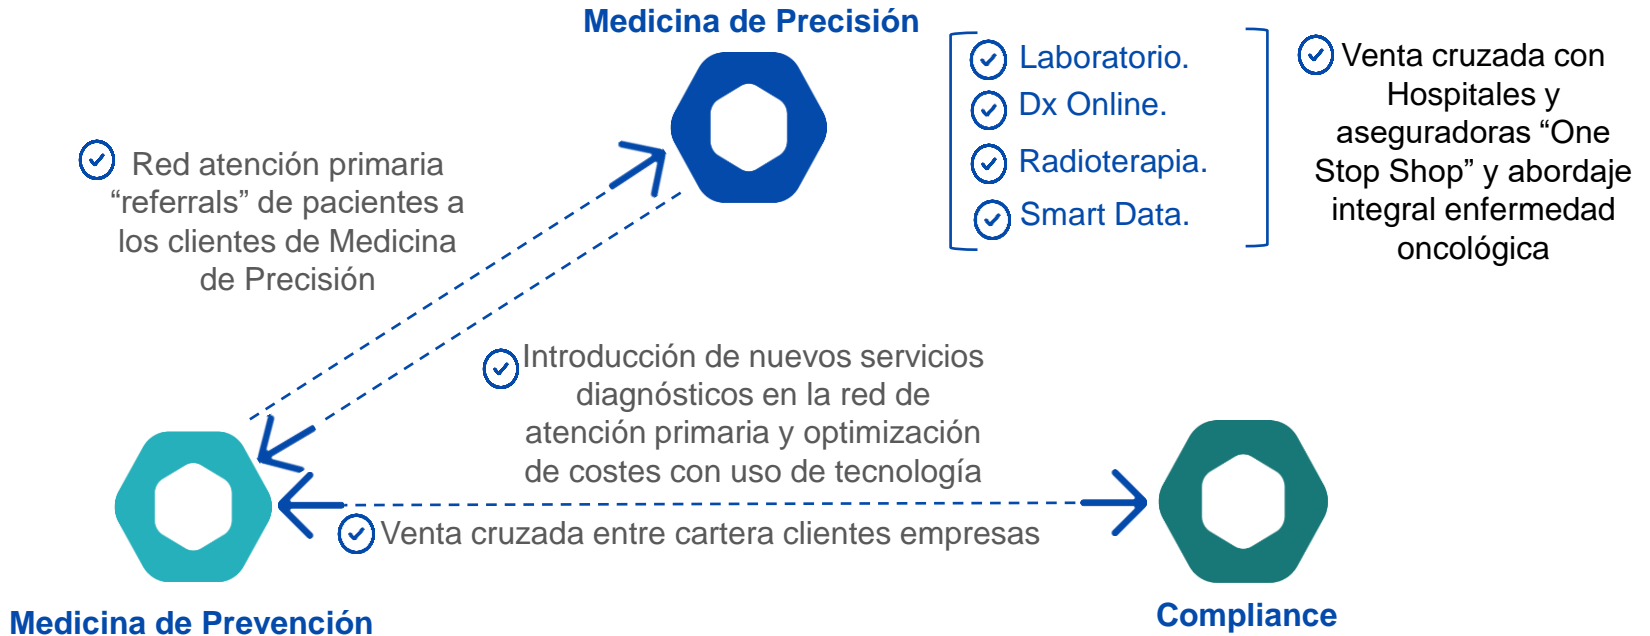 Medicina de Precisión
Laboratorio.
Dx Online.
Radioterapia.
Smart Data.
Venta cruzada con
Hospitales y
aseguradoras “One
Stop Shop” y abordaje
integral enfermedad
oncológica
Red atención primaria
“referrals” de pacientes a
los clientes de Medicina
de Precisión
Introducción de nuevos servicios
diagnósticos en la red de
atención primaria y optimización
de costes con uso de tecnología
Venta cruzada entre cartera clientes empresas
Medicina de Prevención
Compliance